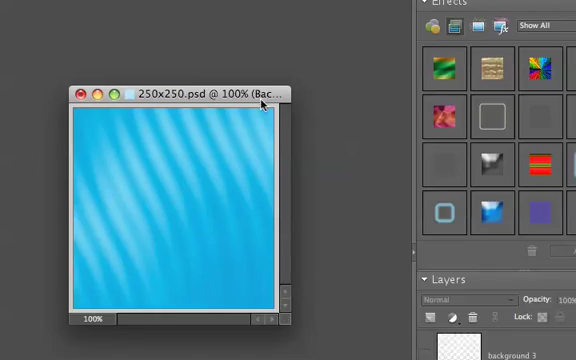 Effects
Show All
250x250.psd @ 100% (Bac...
Layers
Normal
Opacity: 100%
Lock:
100%
background 3